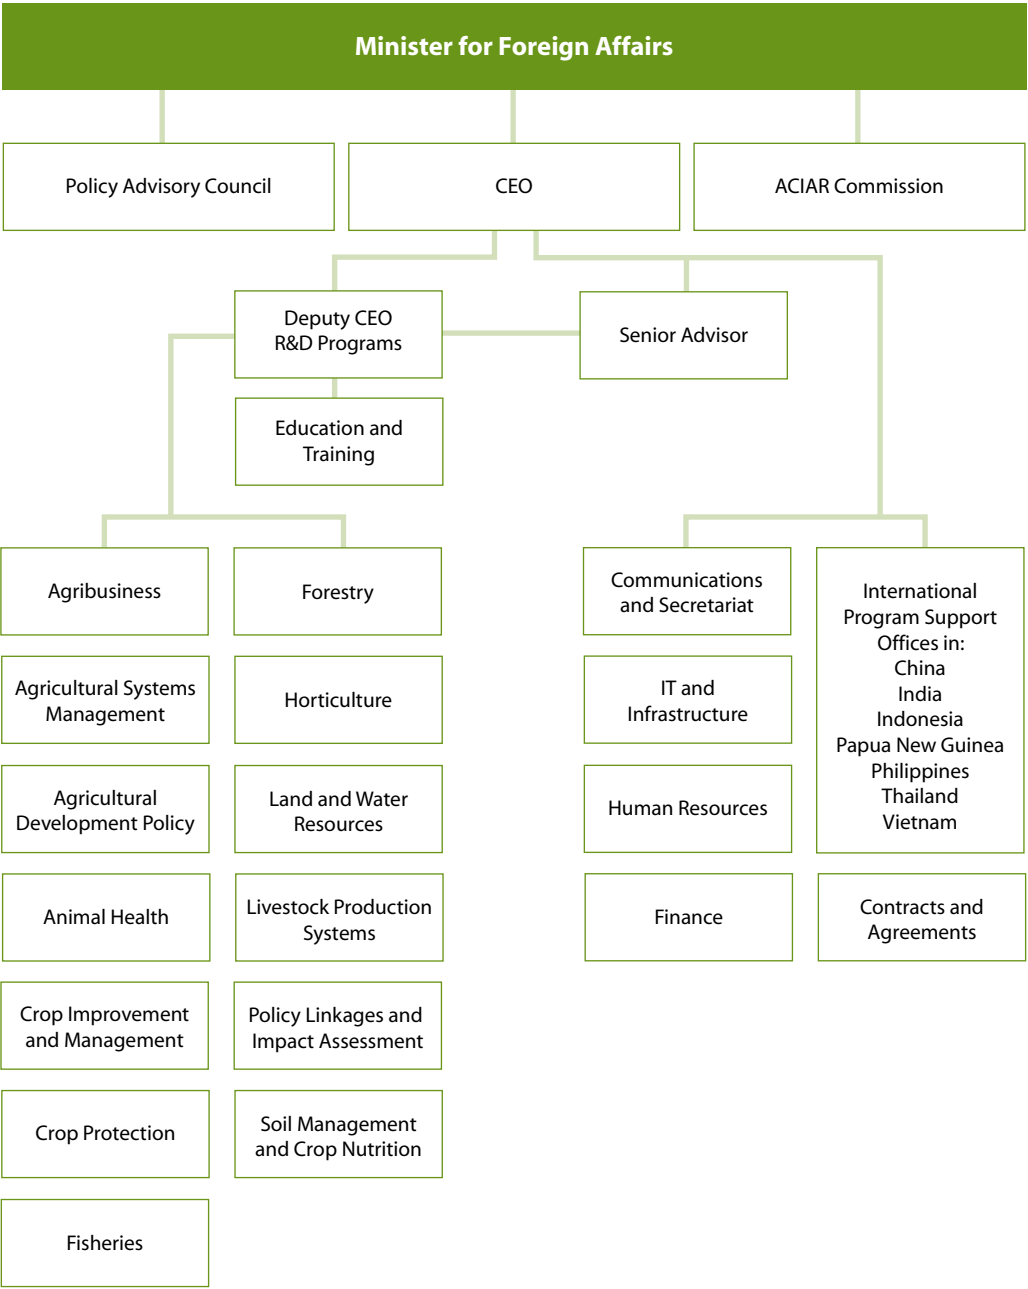 Minister for Foreign Affairs
Policy Advisory Council
CEO
ACIAR Commission
Deputy CEO
R&D Programs
Senior Advisor
Education and
Training
Agribusiness
Agricultural Systems
Management
Agricultural
Development Policy
Animal Health
Crop Improvement
and Management
Crop Protection
Fisheries
Forestry
Horticulture
Land and Water
Resources
Livestock Production
Systems
Policy Linkages and
Impact Assessment
Soil Management
and Crop Nutrition
Communications
and Secretariat
IT and
Infrastructure
Human Resources
Finance
International
Program Support
Offices in:
China
India
Indonesia
Papua New Guinea
Philippines
Thailand
Vietnam
Contracts and
Agreements